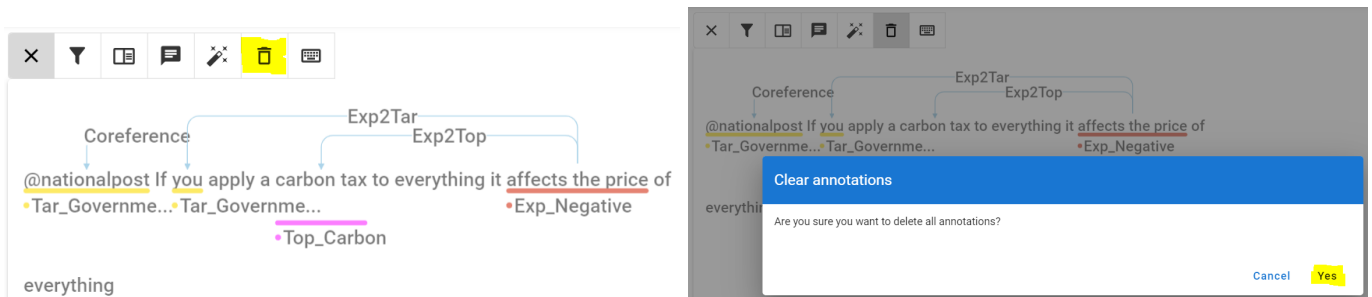 Exp2Tar
Coreference
Exp2Top
@nationalpost If you apply a carbon tax to everything it affects the price of
•Tar_Governme...•Tar_Governme... •Exp_Negative
•Top_Carbon
everything
Exp2Tar
Coreference
Exp2Top
@nationalpost If you apply a carbon tax to everything it affects the price of
•Tar_Governme...•Tar_Governme... •Exp_Negative
Clear annotations
everythi
Are you sure you want to delete all annotations?
Cancel Yes